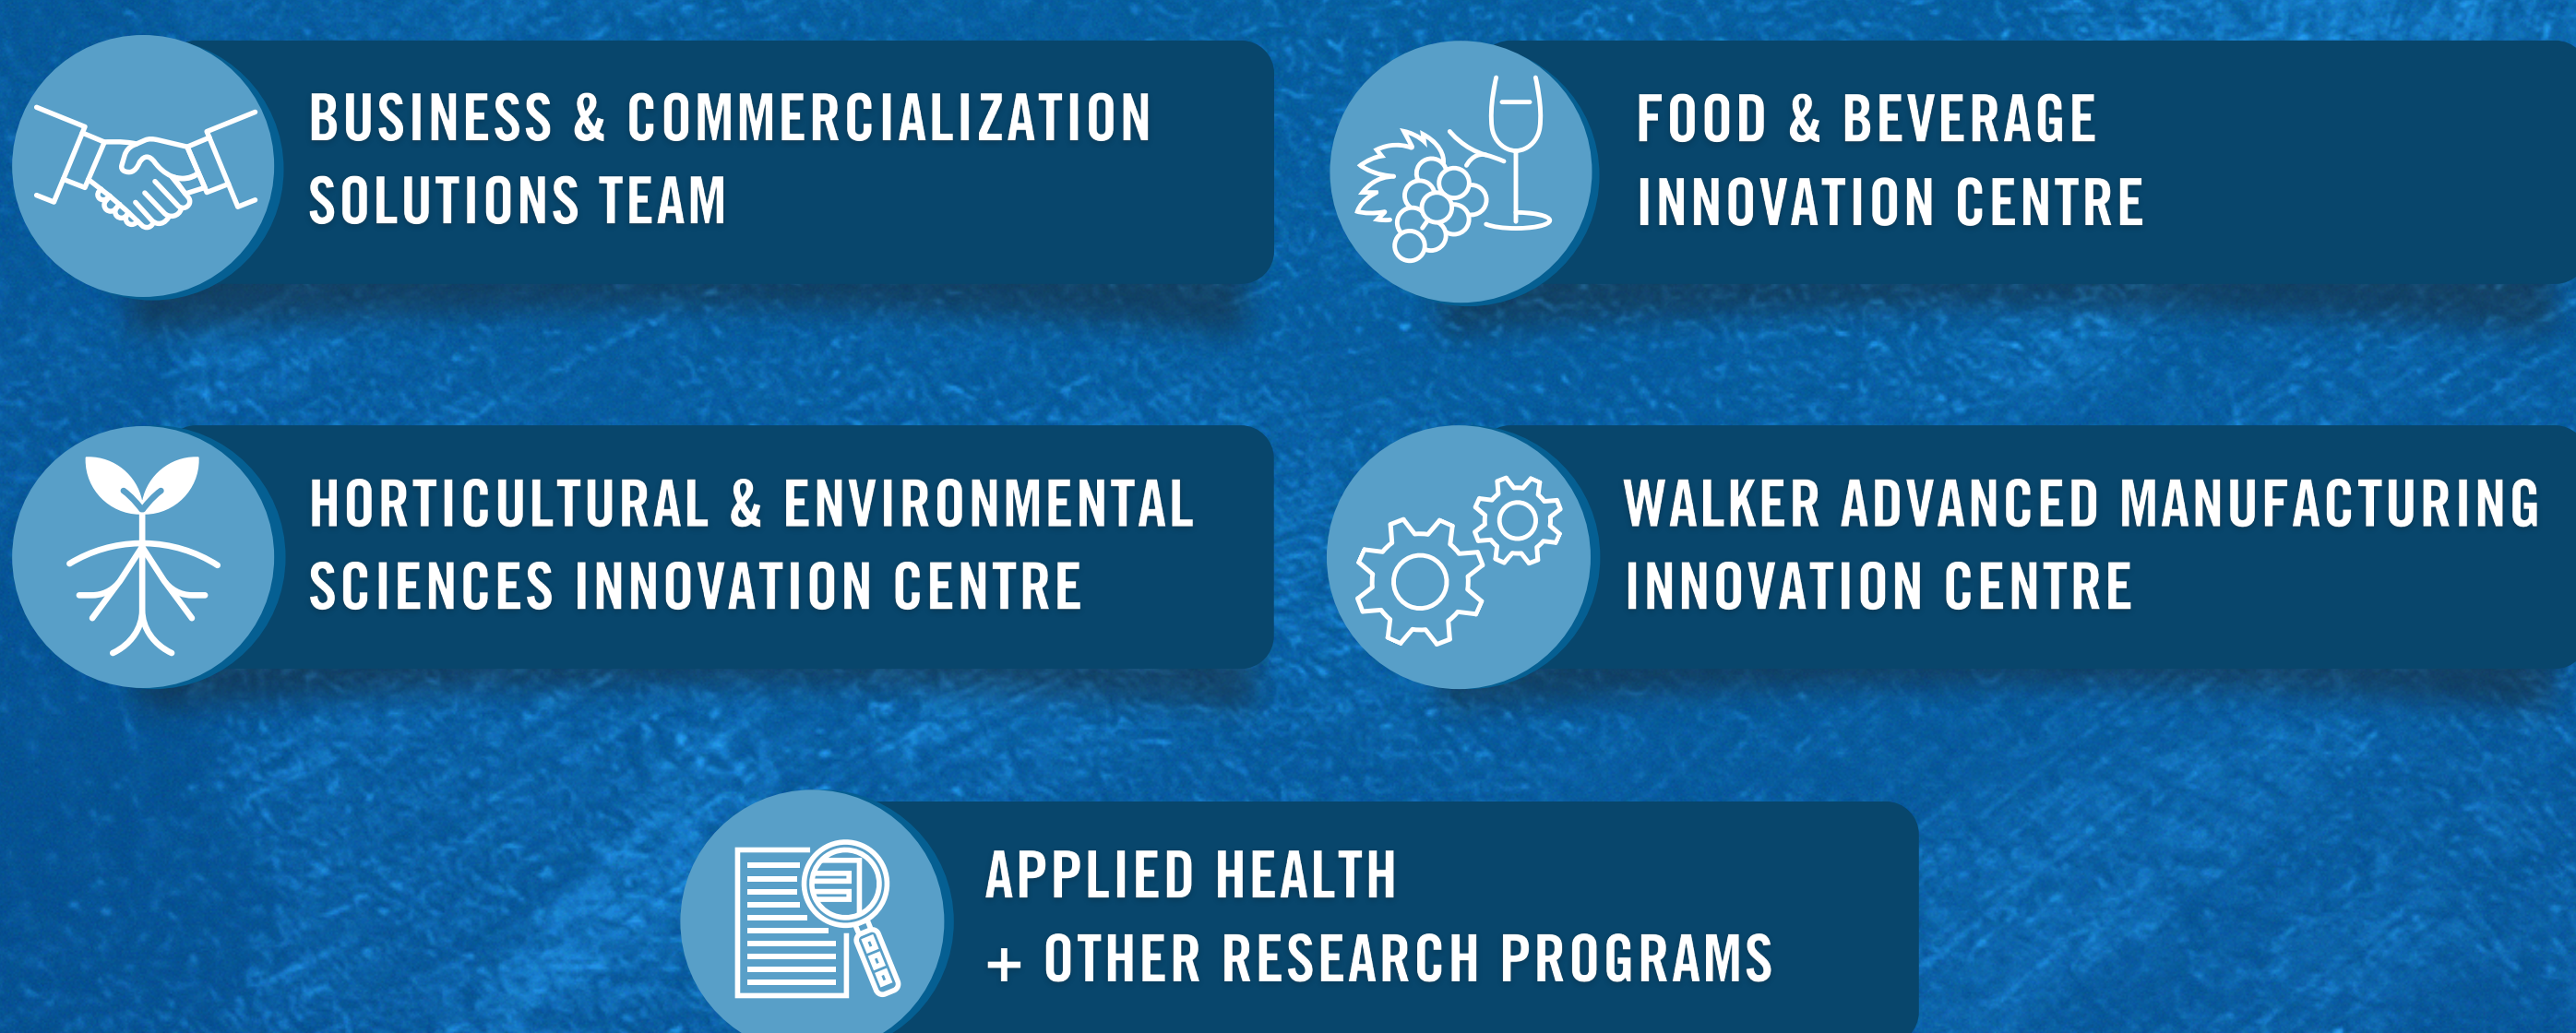 BUSINESS & COMMERCIALIZATION
SOLUTIONS TEAM
FOOD & BEVERAGE
INNOVATION CENTRE
HORTICULTURAL & ENVIRONMENTAL
SCIENCES INNOVATION CENTRE
WALKER ADVANCED MANUFACTURING
INNOVATION CENTRE
APPLIED HEALTH
+ OTHER RESEARCH PROGRAMS